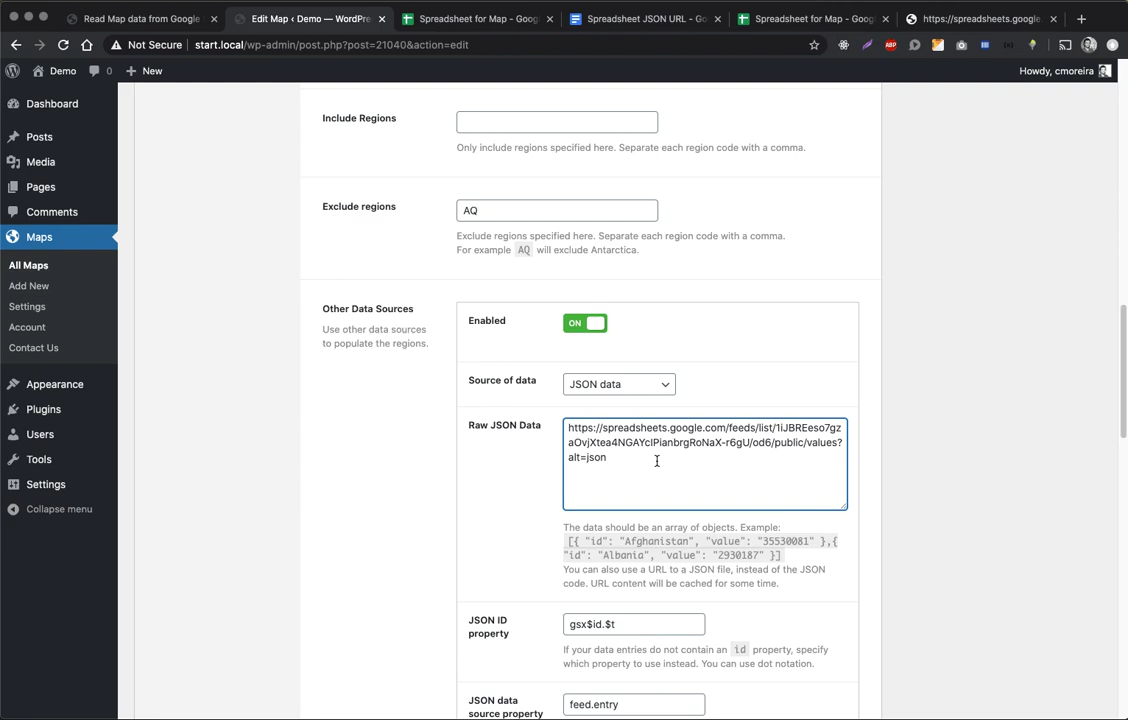 Read Map data from Google
Edit Map ‹ Demo — WordPre
Spreadsheet for Map - Goog
Spreadsheet JSON URL - Go
Spreadsheet for Map - Goog
https://spreadsheets.google
Not Secure
start.local/wp-admin/post.php?post=21040&action=edit
ABP
Demo
0
New
Howdy, cmoreira
Dashboard
Posts
Media
Pages
Comments
Maps
All Maps
Add New
Settings
Account
Contact Us
Appearance
Plugins
Users
Tools
Settings
Collapse menu
Include Regions
Only include regions specified here. Separate each region code with a comma.
Exclude regions
AQ
Exclude regions specified here. Separate each region code with a comma.
For example AQ will exclude Antarctica.
Other Data Sources
Use other data sources
to populate the regions.
Enabled
ON
Source of data
JSON data
Raw JSON Data
https://spreadsheets.google.com/feeds/list/1iJBREeso7gz
aOvjXtea4NGAYcIPianbrgRoNaX-r6gU/od6/public/values?
alt=json
The data should be an array of objects. Example:
[{ "id": "Afghanistan", "value": "35530081" },{
"id": "Albania", "value": "2930187" }]
You can also use a URL to a JSON file, instead of the JSON
code. URL content will be cached for some time.
JSON ID
property
gsx$id.$t
If your data entries do not contain an id property, specify
which property to use instead. You can use dot notation.
JSON data
source property
feed.entry